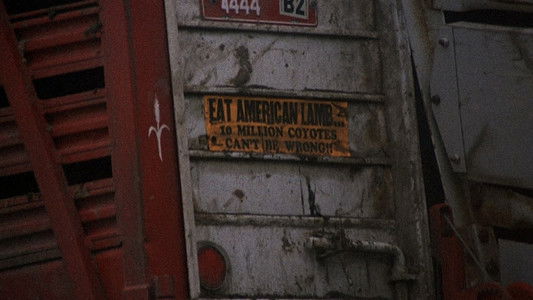 4444 B2
EAT AMERICAN LAMB...
10 MILLION COYOTES
CAN'T BE WRONG!!